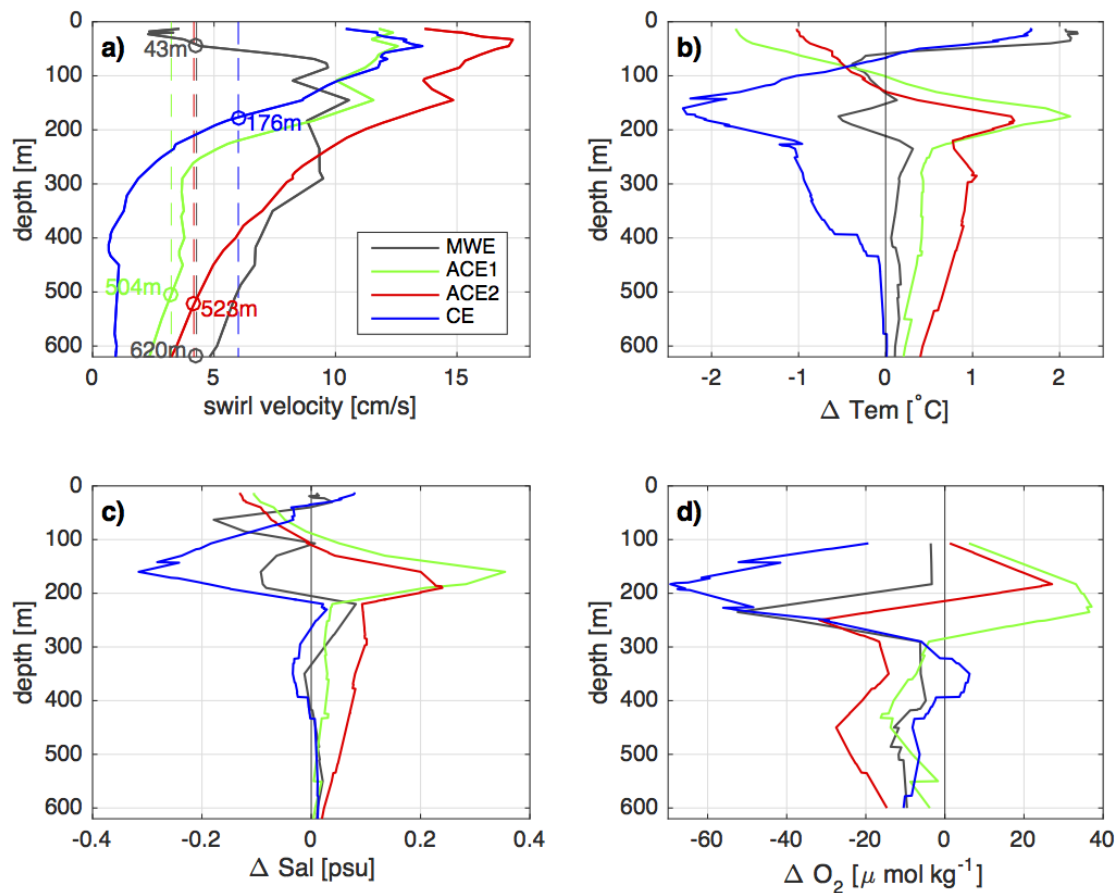 a)
0
100
200
300
400
500
600
depth [m]
43m
176m
504m
523m
620m
MWE
ACE1
ACE2
CE
0 5 10 15
swirl velocity [cm/s]
b)
0
100
200
300
400
500
600
depth [m]
-2 -1 0 1 2
Δ Tem [°C]
c)
0
100
200
300
400
500
600
depth [m]
-0.4 -0.2 0 0.2 0.4
Δ Sal [psu]
d)
0
100
200
300
400
500
600
depth [m]
-60 -40 -20 0 20 40
Δ O₂ [μ mol kg⁻¹]